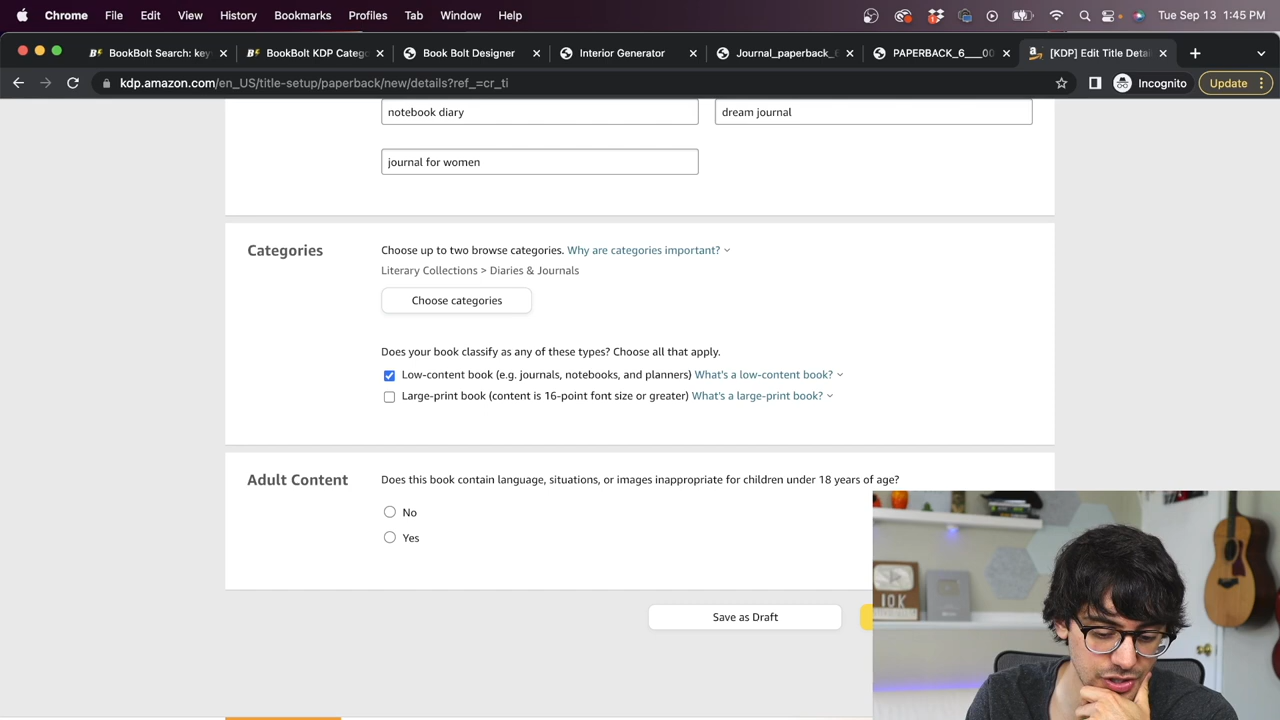 Chrome File Edit View History Bookmarks Profiles Tab Window Help Tue Sep 13 1:45 PM
BookBolt Search: key BookBolt KDP Catego Book Bolt Designer Interior Generator Journal_paperback_6 PAPERBACK_6___00 [KDP] Edit Title Deta
kdp.amazon.com/en_US/title-setup/paperback/new/details?ref_=cr_ti Incognito Update
notebook diary dream journal
journal for women
Categories Choose up to two browse categories. Why are categories important?
Literary Collections > Diaries & Journals
Choose categories
Does your book classify as any of these types? Choose all that apply.
Low-content book (e.g. journals, notebooks, and planners) What's a low-content book?
Large-print book (content is 16-point font size or greater) What's a large-print book?
Adult Content Does this book contain language, situations, or images inappropriate for children under 18 years of age?
No
Yes
Save as Draft
10K